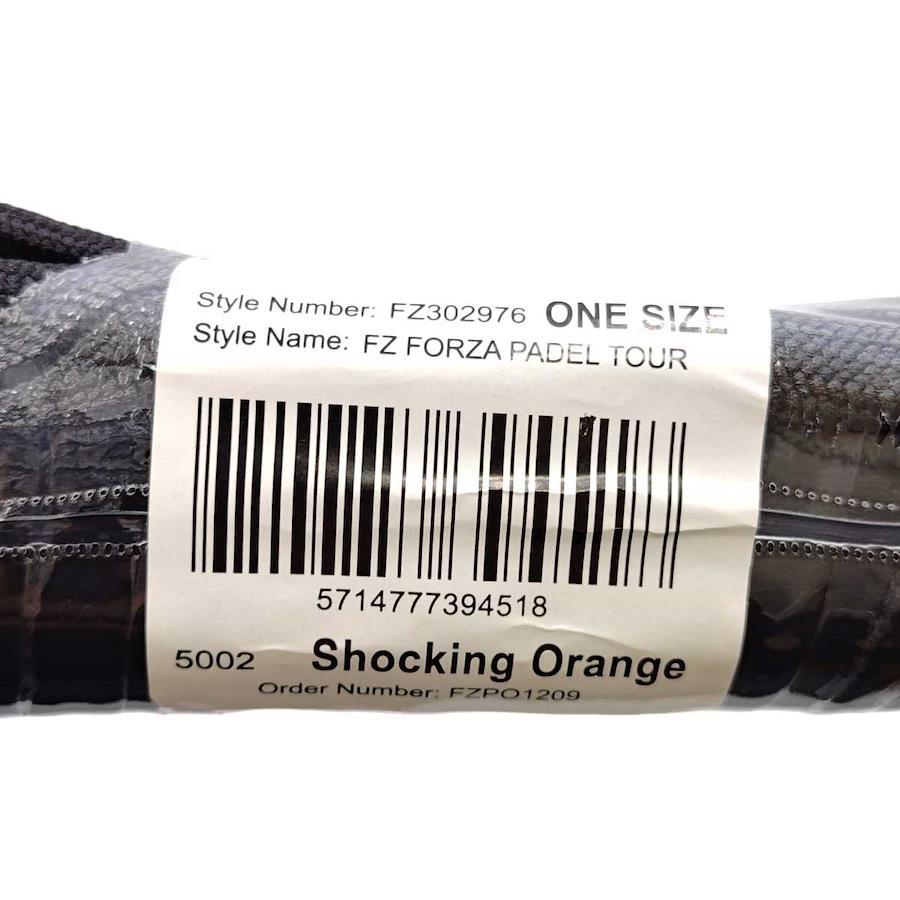 Style Number: FZ302976 ONE SIZE
Style Name: FZ FORZA PADEL TOUR
5714777394518
5002 Shocking Orange
Order Number: FZPO1209